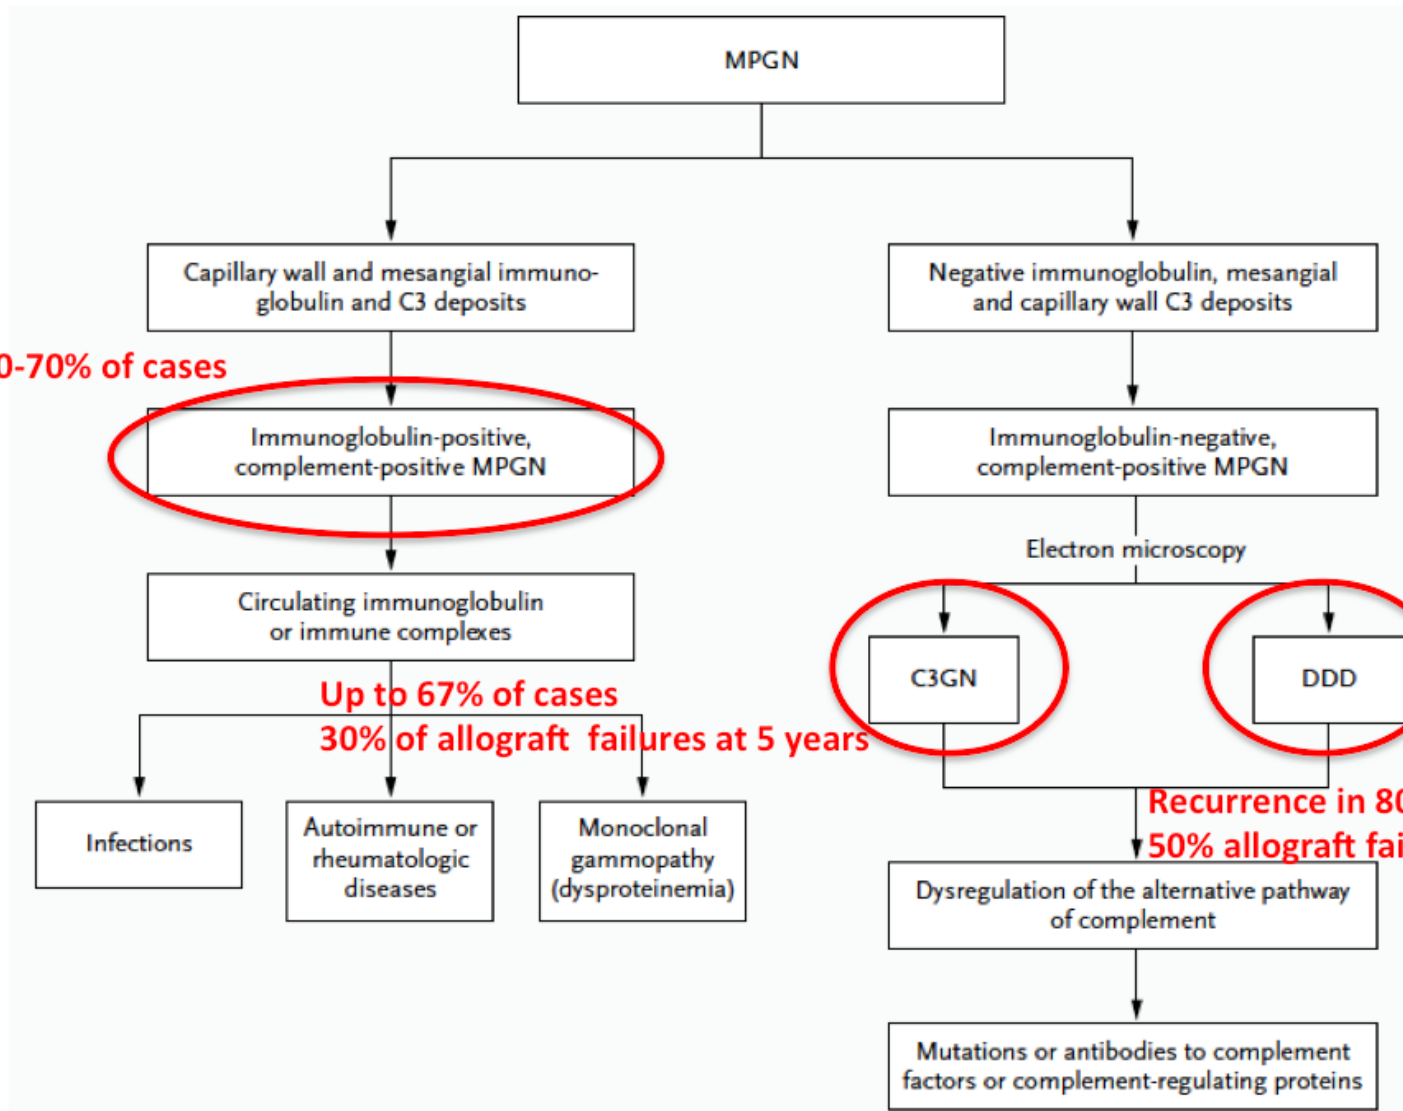 MPGN
Capillary wall and mesangial immuno-
globulin and C3 deposits
Negative immunoglobulin, mesangial
and capillary wall C3 deposits
0-70% of cases
Immunoglobulin-positive,
complement-positive MPGN
Immunoglobulin-negative,
complement-positive MPGN
Electron microscopy
Circulating immunoglobulin
or immune complexes
C3GN
DDD
Up to 67% of cases
30% of allograft failures at 5 years
Recurrence in 80
50% allograft fai
Infections
Autoimmune or
rheumatologic
diseases
Monoclonal
gammopathy
(dysproteinemia)
Dysregulation of the alternative pathway
of complement
Mutations or antibodies to complement
factors or complement-regulating proteins